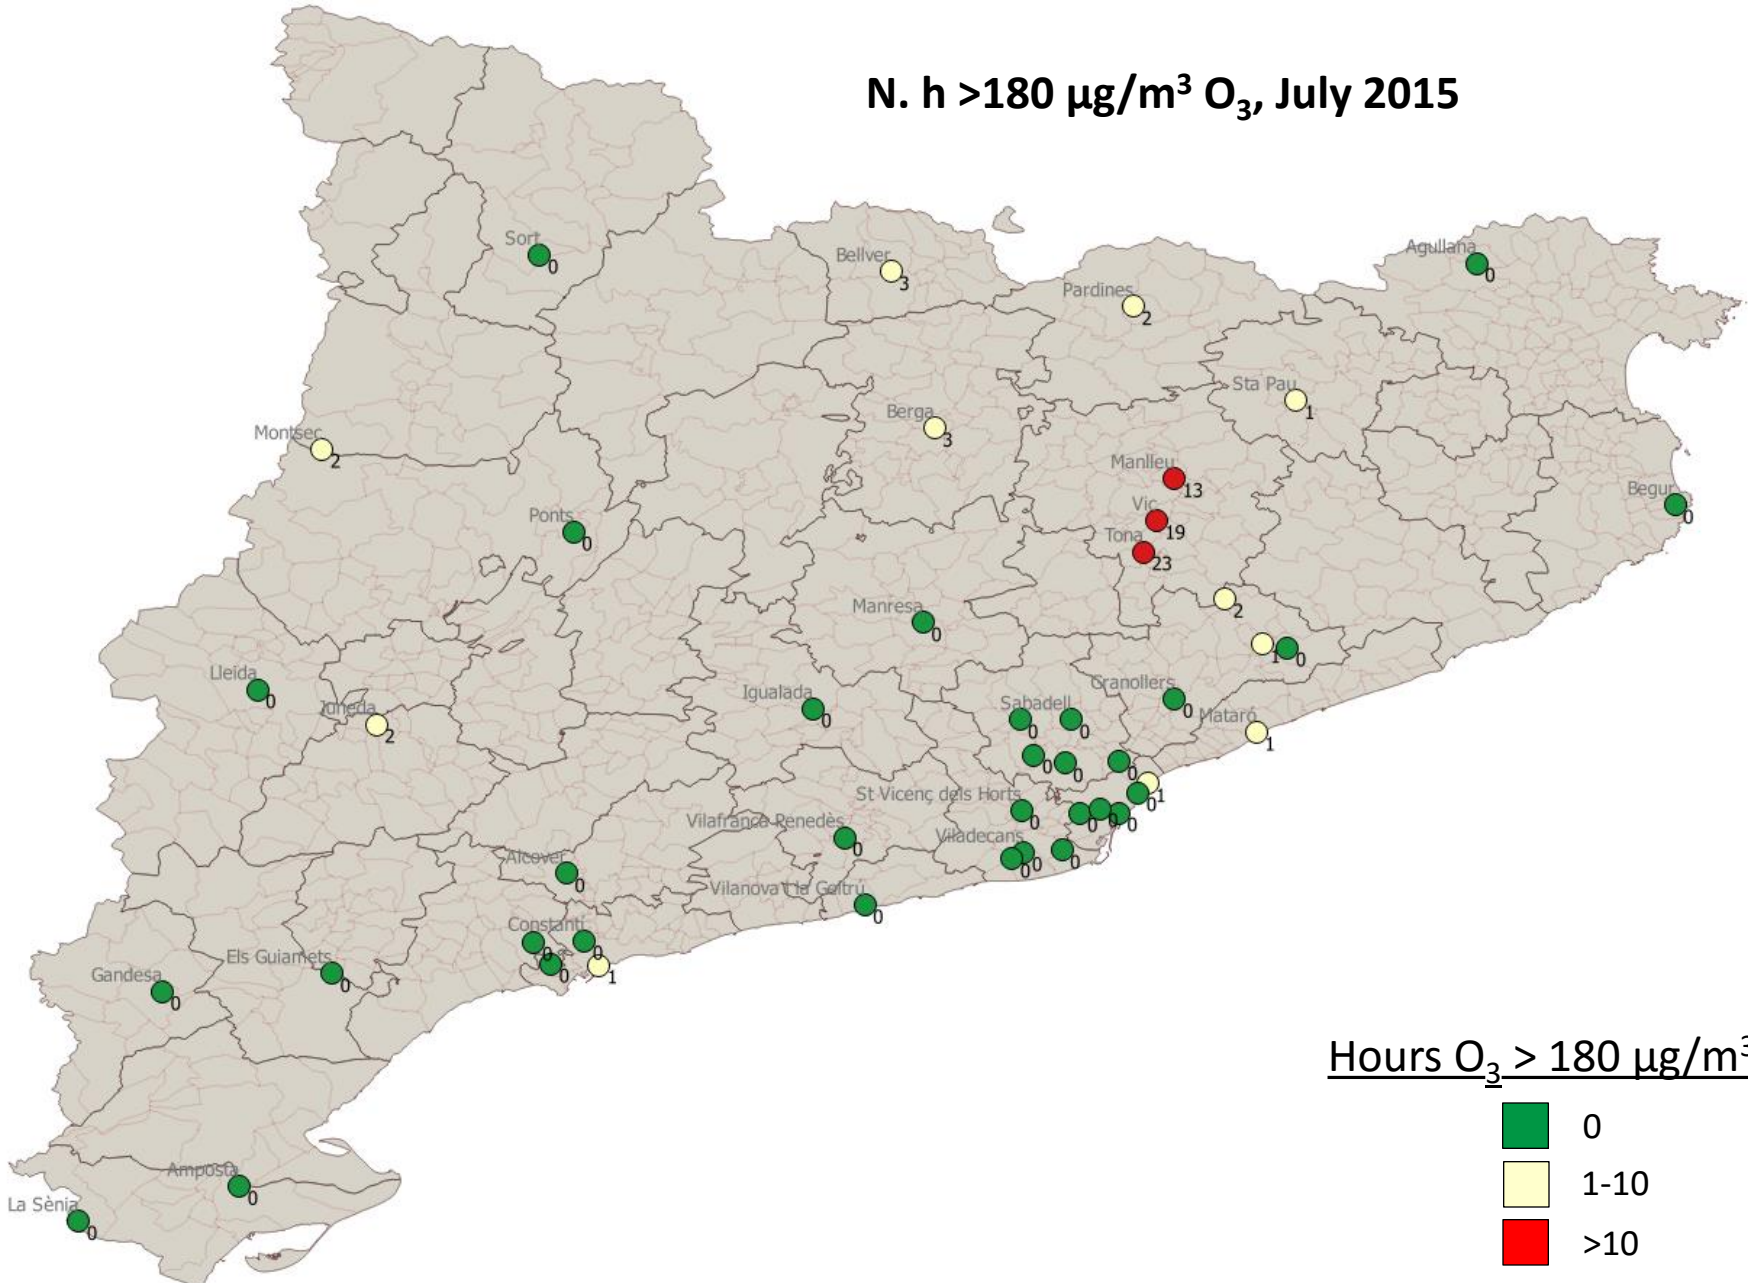 N. h >180 µg/m³ O₃, July 2015
Sort
0
Bellver
3
Agullana
0
Pardines
2
Sta Pau
1
Berga
3
Montsec
2
Manlleu
13
Begur
0
Vic
19
Ponts
0
Tona
23
2
Manresa
0
1
0
Lleida
0
Juneda
2
Igualada
0
Granollers
0
Sabadell
0
0
Mataró
1
0
0
0
1
0
St Vicenç dels Horts
0
0
0
0
Vilafranca Penedès
0
Viladecans
0
0
0
Alcover
0
Vilanova i la Geltrú
0
Constantí
0
0
0
1
Els Guiamets
0
Gandesa
0
Amposta
0
La Sènia
0
Hours O₃ > 180 µg/m³
0
1-10
>10